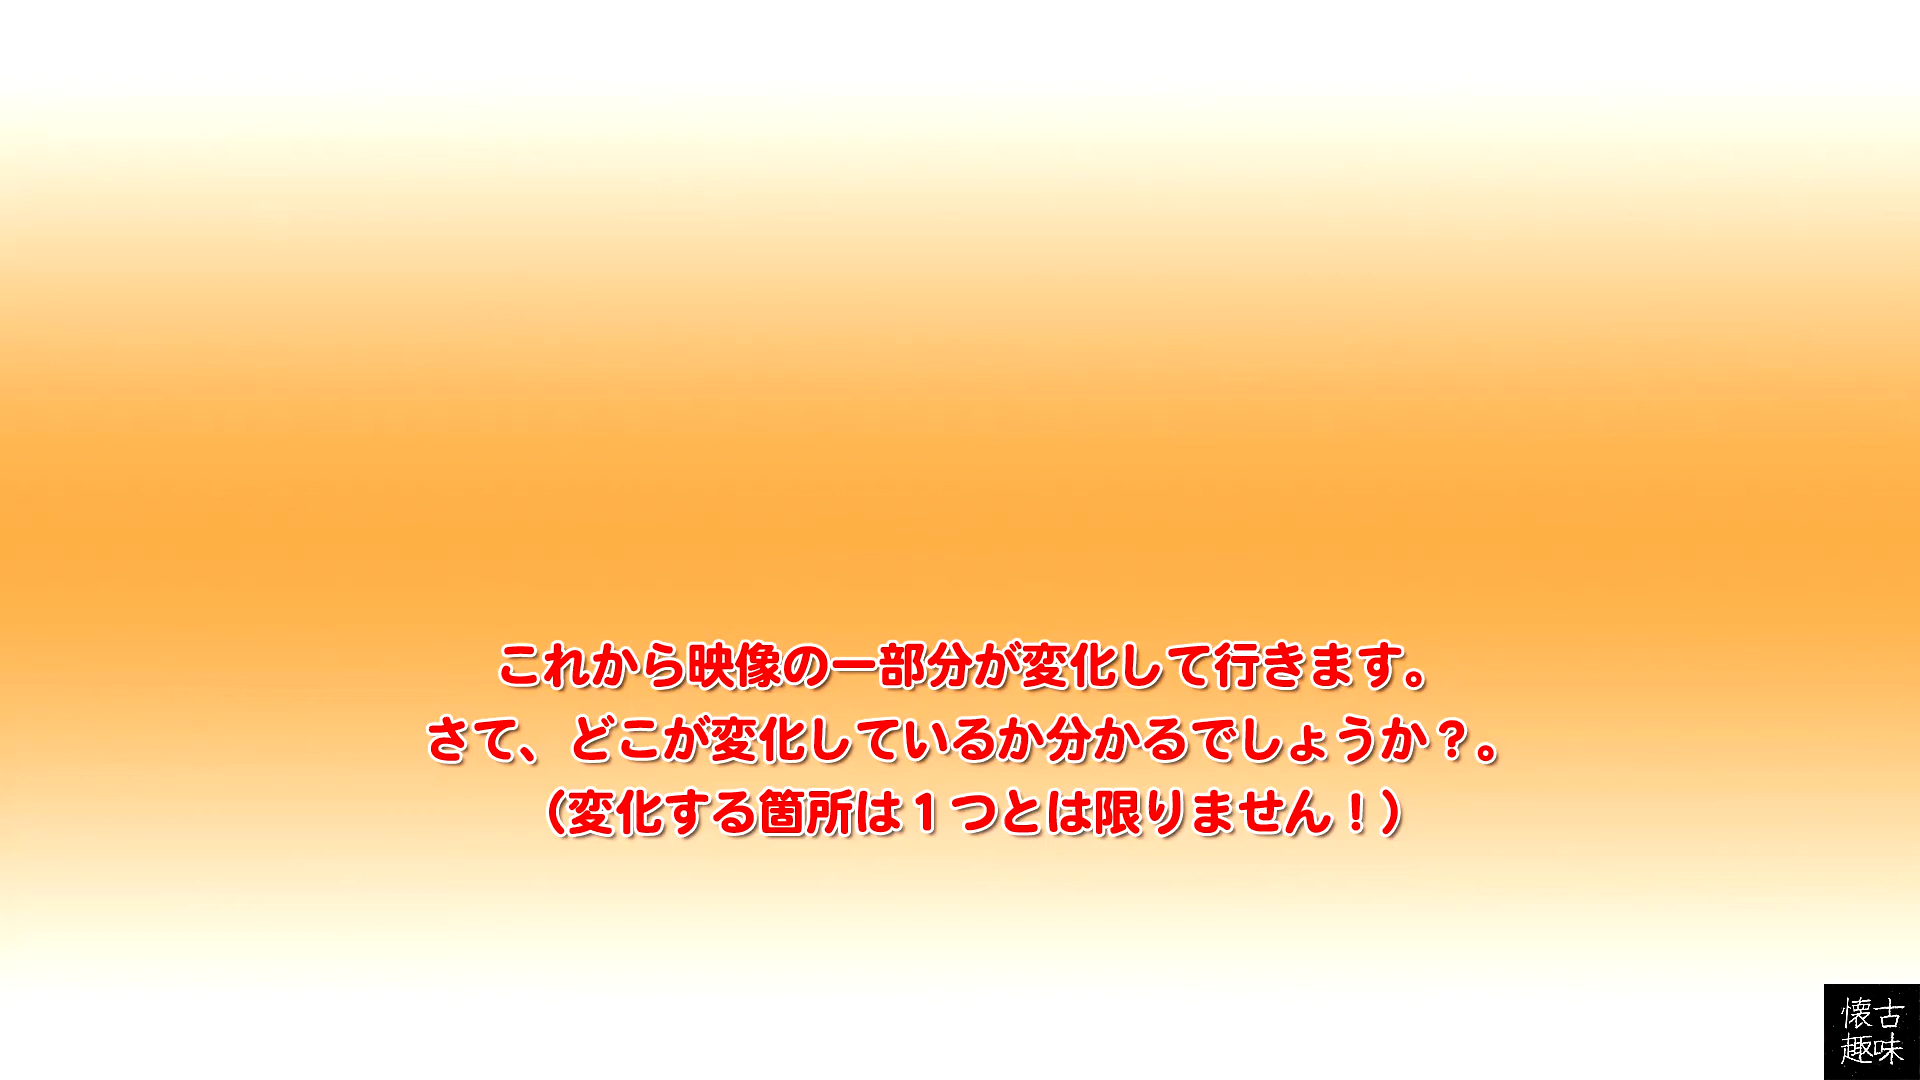 これから映像の一部分が変化して行きます。
さて、どこが変化しているか分かるでしょうか？。
（変化する箇所は１つとは限りません！）
懐古
趣味